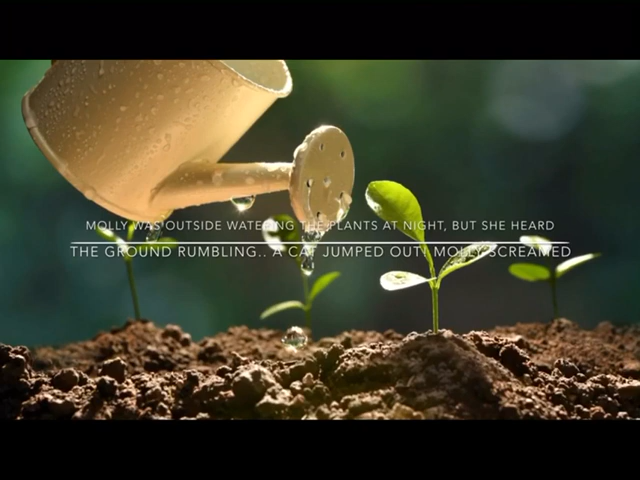 MOLLY WAS OUTSIDE WATERING THE PLANTS AT NIGHT, BUT SHE HEARD
THE GROUND RUMBLING.. A CAT JUMPED OUT! MOLLY SCREAMED